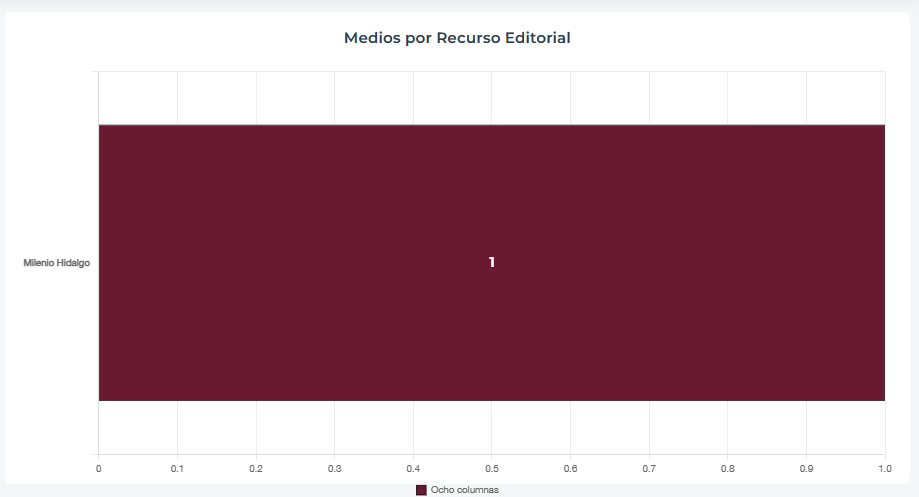 Medios por Recurso Editorial
Milenio Hidalgo
1
0 0.1 0.2 0.3 0.4 0.5 0.6 0.7 0.8 0.9 1.0
Ocho columnas